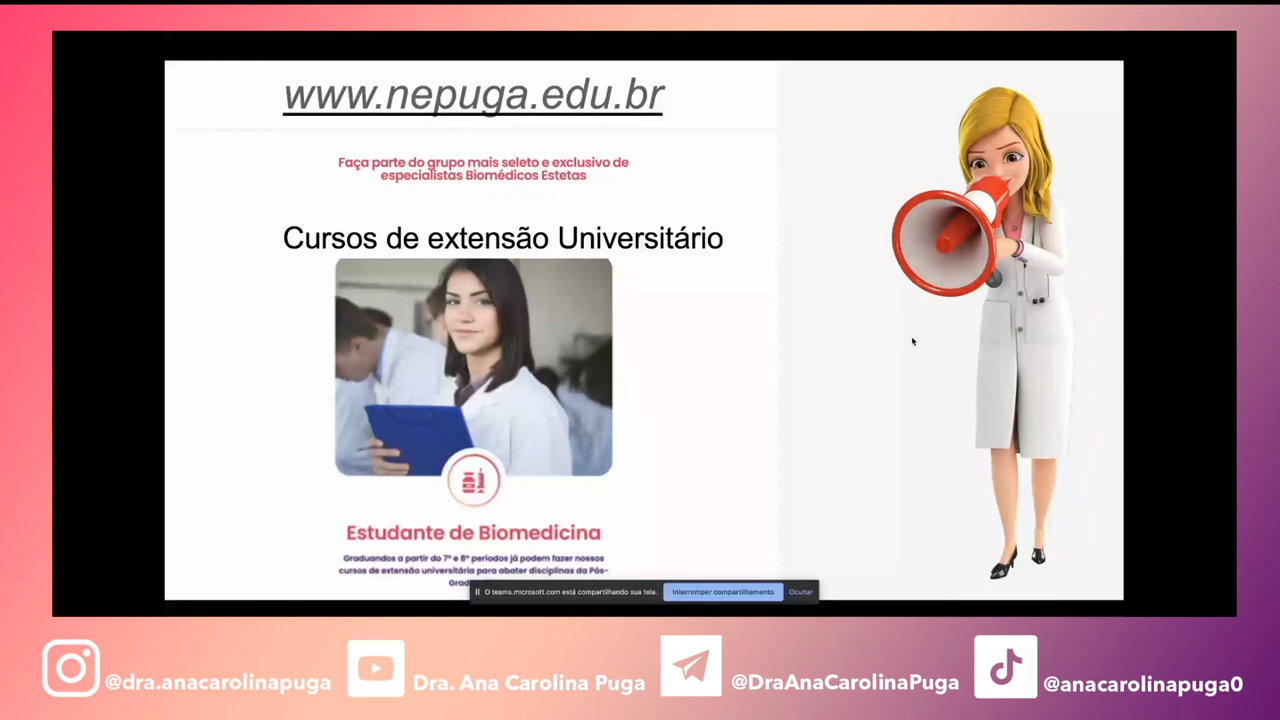 www.nepuga.edu.br
Faça parte do grupo mais seleto e exclusivo de
especialistas Biomédicos Estetas
Cursos de extensão Universitário
Estudante de Biomedicina
Graduandos a partir do 7º e 8º períodos já podem fazer nossos
cursos de extensão universitária para abater disciplinas da Pós-
Grad
O teams.microsoft.com está compartilhando sua tela.
Interromper compartilhamento
Ocultar
@dra.anacarolinapuga
Dra. Ana Carolina Puga
@DraAnaCarolinaPuga
@anacarolinapuga0